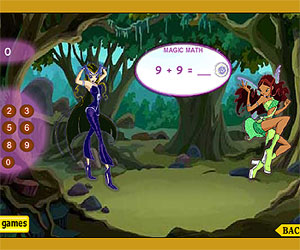 0
MAGIC MATH
9 + 9 = __
2 3
5 6
8 9
0
games
BAC